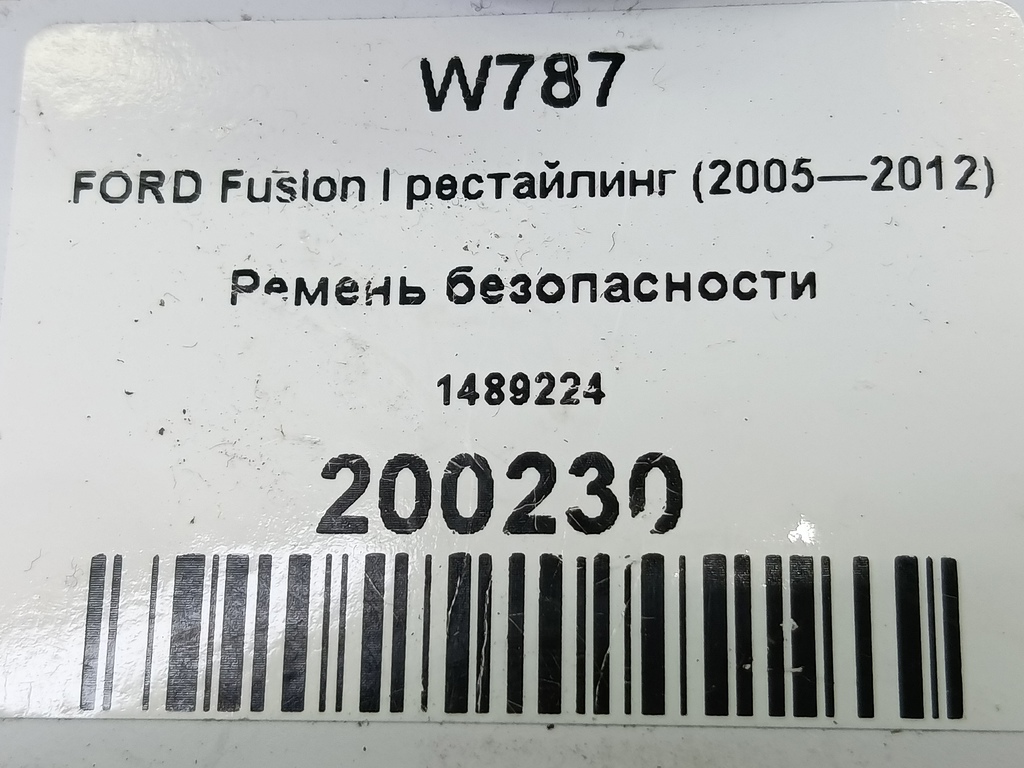 W787
FORD Fusion I рестайлинг (2005—2012)
Ремень безопасности
1489224
200230